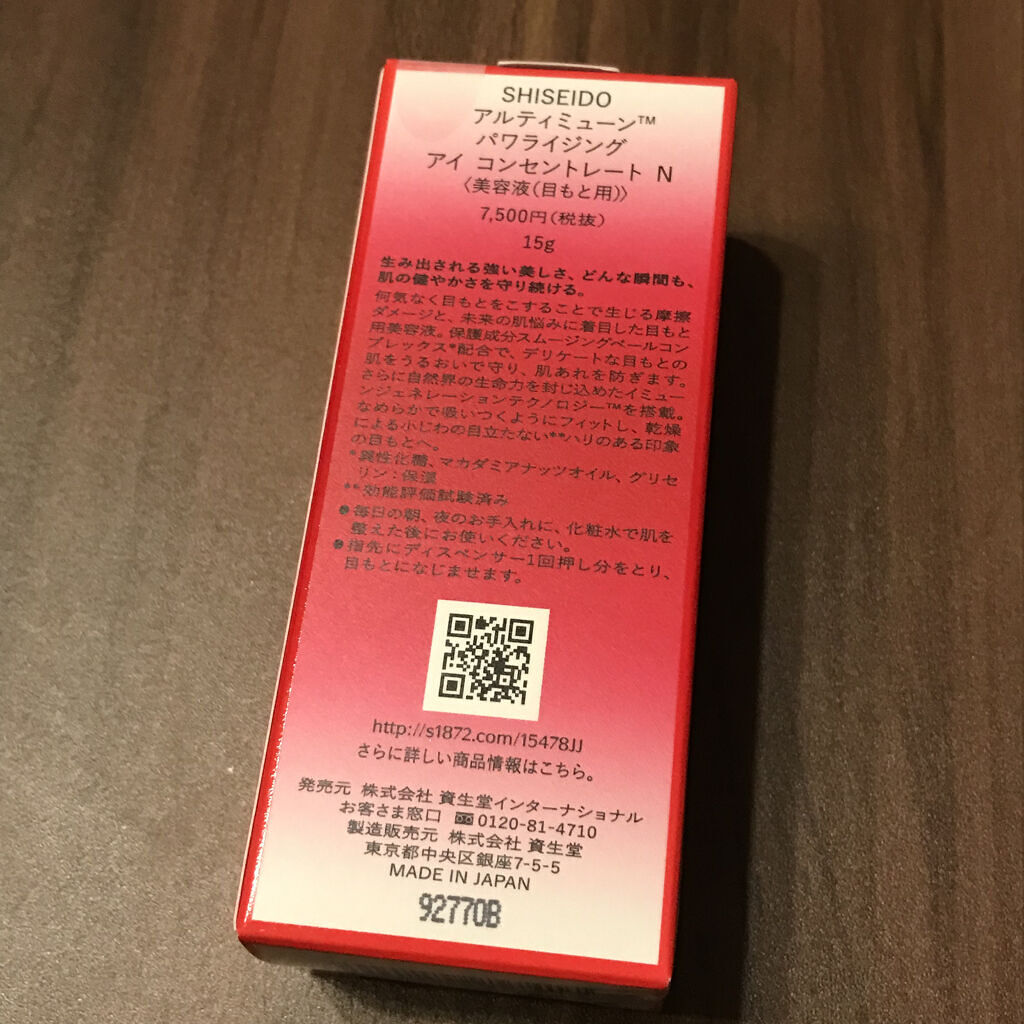 SHISEIDO
アルティミューン™
パワライジング
アイ コンセントレート N
〈美容液(目もと用)〉
7,500円(税抜)
15g
生み出される強い美しさ、どんな瞬間も、
肌の健やかさを守り続ける。
何気なく目もとをこすることで生じる摩擦
ダメージと、未来の肌悩みに着目した目もと
用美容液。保護成分スムージングベールコン
プレックス*配合で、デリケートな目もとの
肌をうるおいで守り、肌あれを防ぎます。
さらに自然界の生命力を封じ込めたイミュー
ンジェネレーションテクノロジー™を搭載。
なめらかで吸いつくようにフィットし、乾燥
による小じわの目立たない**ハリのある印象
の目もとへ。
*異性化糖、マカダミアナッツオイル、グリセ
リン:保湿
**効能評価試験済み
●毎日の朝、夜のお手入れに、化粧水で肌を
整えた後にお使いください。
●指先にディスペンサー1回押し分をとり、
目もとになじませます。
http://s1872.com/15478JJ
さらに詳しい商品情報はこちら。
発売元 株式会社 資生堂インターナショナル
お客さま窓口 0120-81-4710
製造販売元 株式会社 資生堂
東京都中央区銀座7-5-5
MADE IN JAPAN
92770B